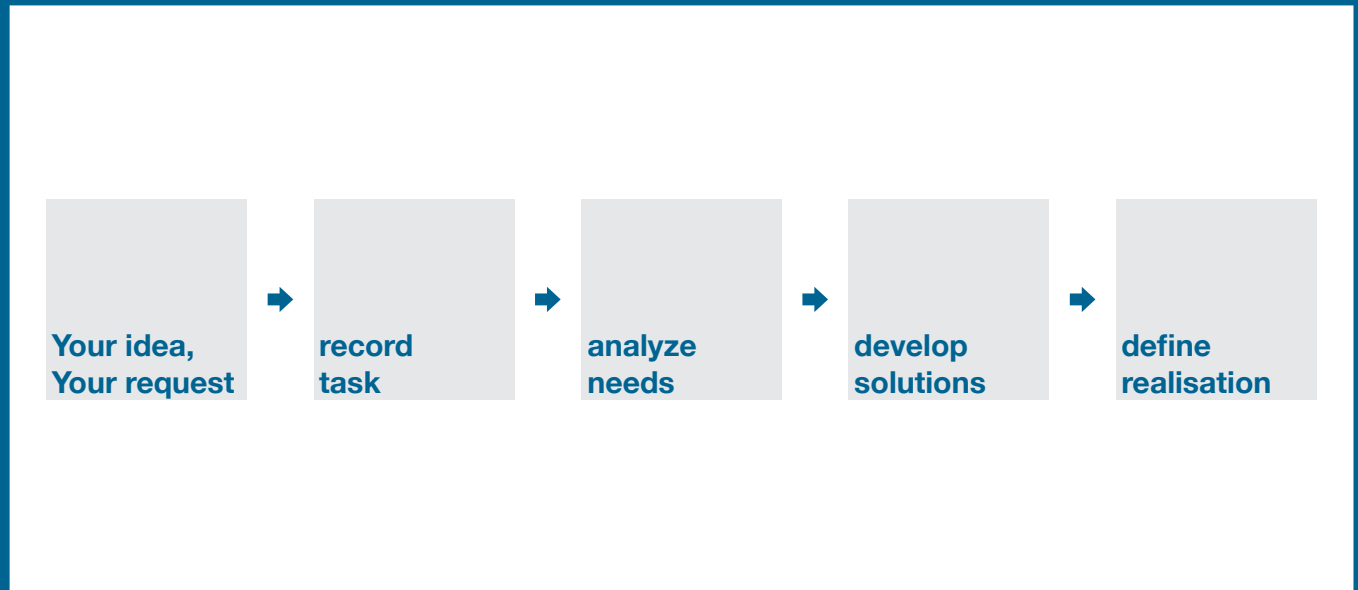 Your idea,
Your request
record
task
analyze
needs
develop
solutions
define
realisation